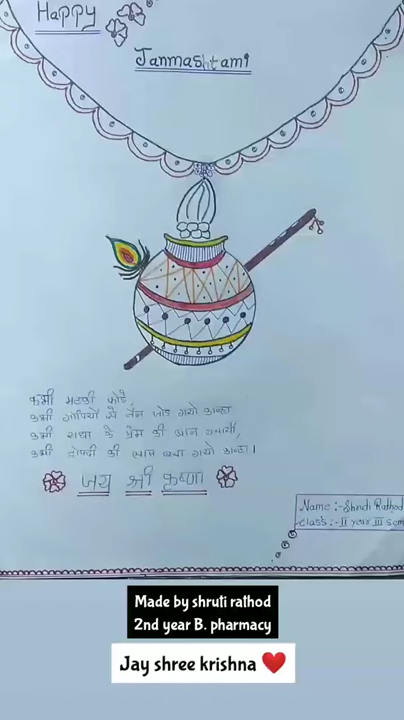 Happy
Janmashtami
कभी मटकी फोडे,
कभी गोपियों से नैन जोड गयो काळा
कभी राधा के प्रेम की आन बचायी,
कभी द्रोपदी की लाज बचा गयो काळा।
जय श्री कृष्णा
Name :- Shruti Rathod
Class :- II year III sem
Made by shruti rathod
2nd year B. pharmacy
Jay shree krishna ❤️